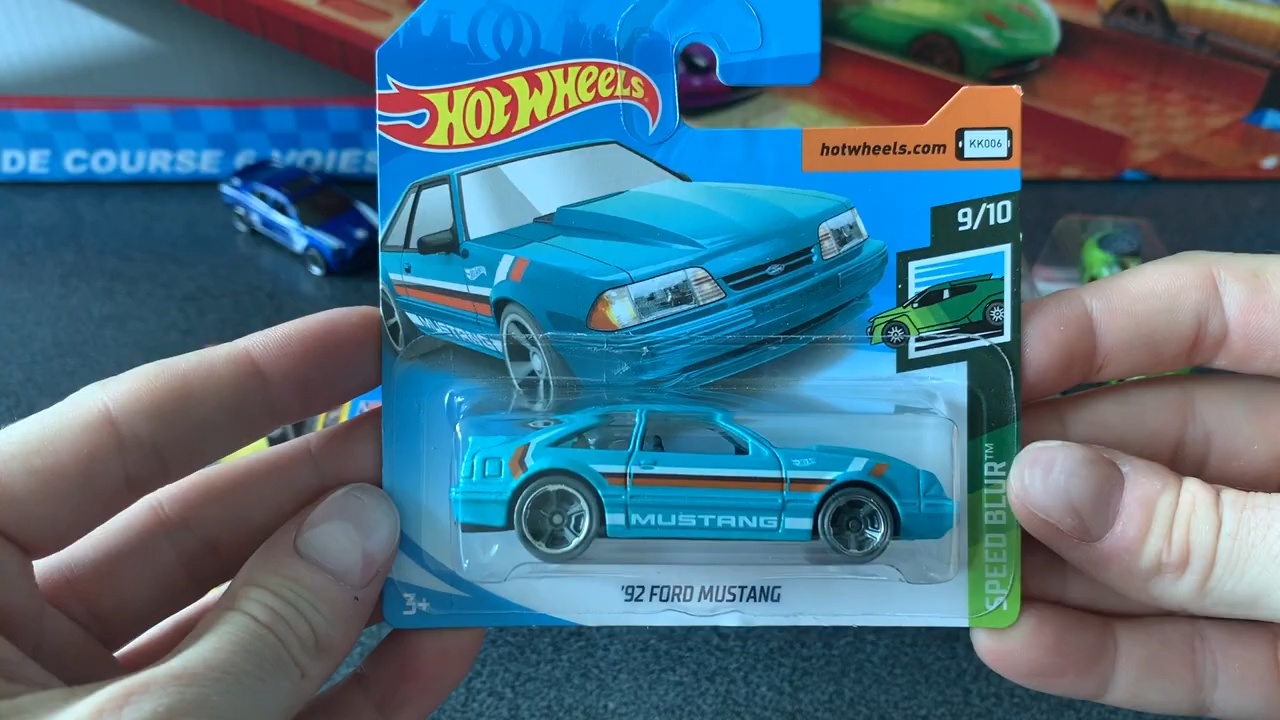 HOT WHEELS
hotwheels.com
KK006
9/10
DE COURSE 6 VOIES
MUSTANG
MUSTANG
'92 FORD MUSTANG
3+
SPEED BLUR™